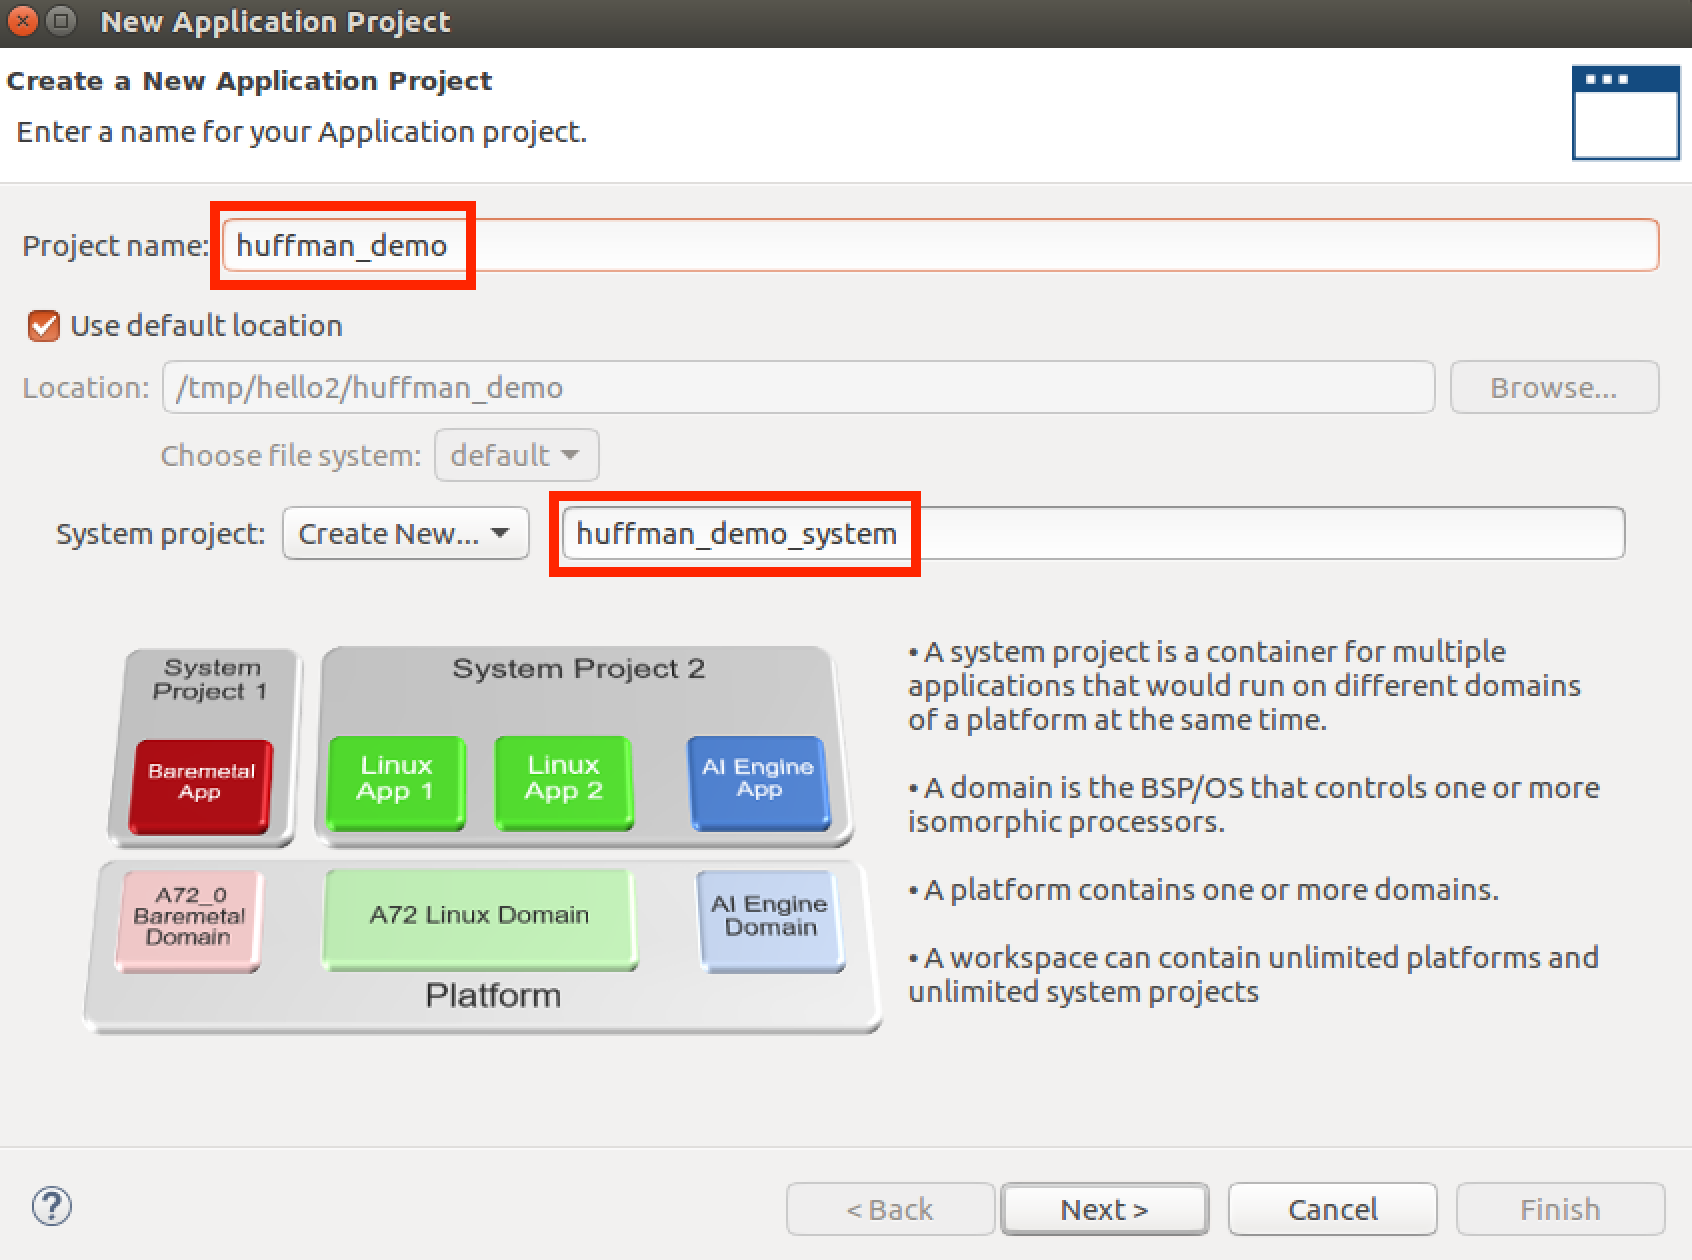 New Application Project
Create a New Application Project
Enter a name for your Application project.
Project name: huffman_demo
Use default location
Location: /tmp/hello2/huffman_demo Browse...
Choose file system: default
System project: Create New... huffman_demo_system
System
Project 1
System Project 2
Baremetal
App
Linux
App 1
Linux
App 2
AI Engine
App
A72_0
Baremetal
Domain
A72 Linux Domain
AI Engine
Domain
Platform
• A system project is a container for multiple
applications that would run on different domains
of a platform at the same time.
• A domain is the BSP/OS that controls one or more
isomorphic processors.
• A platform contains one or more domains.
• A workspace can contain unlimited platforms and
unlimited system projects
? < Back Next > Cancel Finish